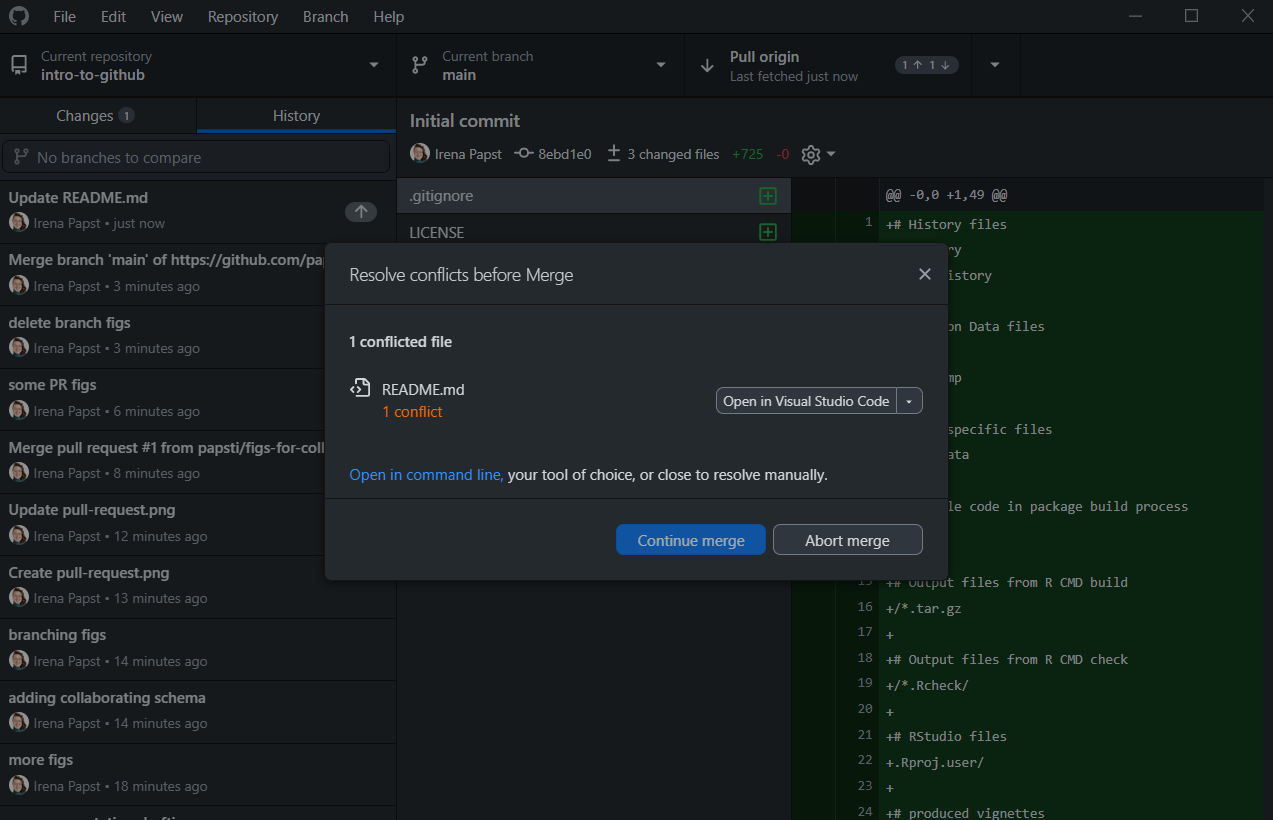 File Edit View Repository Branch Help
Current repository
intro-to-github
Current branch
main
Pull origin
Last fetched just now
1 ↑ 1 ↓
Changes 1
History
No branches to compare
Update README.md
Irena Papst • just now
Merge branch 'main' of https://github.com/pap
Irena Papst • 3 minutes ago
delete branch figs
Irena Papst • 3 minutes ago
some PR figs
Irena Papst • 6 minutes ago
Merge pull request #1 from papsti/figs-for-coll
Irena Papst • 8 minutes ago
Update pull-request.png
Irena Papst • 12 minutes ago
Create pull-request.png
Irena Papst • 13 minutes ago
branching figs
Irena Papst • 14 minutes ago
adding collaborating schema
Irena Papst • 14 minutes ago
more figs
Irena Papst • 18 minutes ago
Initial commit
Irena Papst 8ebd1e0 3 changed files +725 -0
.gitignore
LICENSE
Resolve conflicts before Merge
1 conflicted file
README.md
1 conflict
Open in Visual Studio Code
Open in command line, your tool of choice, or close to resolve manually.
Continue merge
Abort merge
@@ -0,0 +1,49 @@
1 +# History files
ry
istory
on Data files
mp
specific files
ata
le code in package build process
15 +# Output files from R CMD build
16 +/*.tar.gz
17 +
18 +# Output files from R CMD check
19 +/*.Rcheck/
20 +
21 +# RStudio files
22 +.Rproj.user/
23 +
24 +# produced vignettes